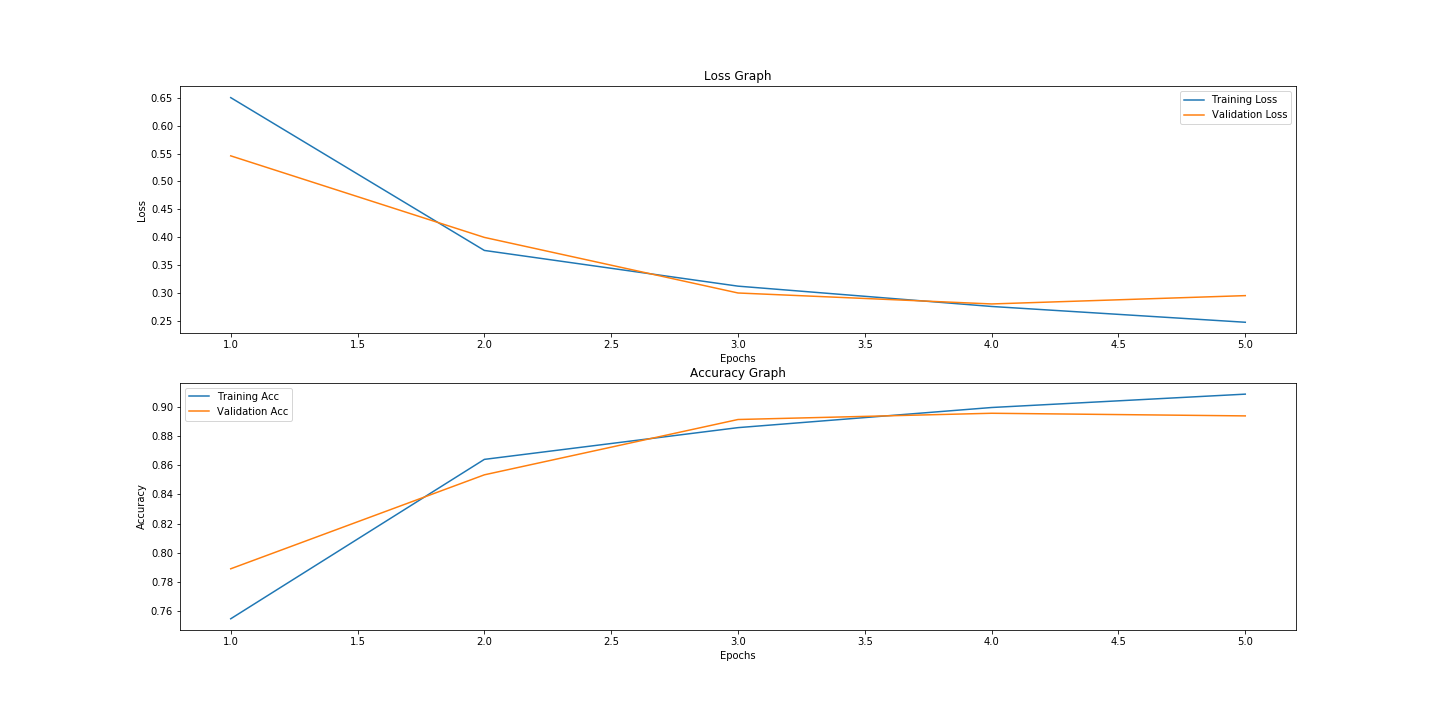 Loss Graph
0.65
0.60
0.55
0.50
0.45
0.40
0.35
0.30
0.25
Loss
Training Loss
Validation Loss
1.0 1.5 2.0 2.5 3.0 3.5 4.0 4.5 5.0
Epochs
Accuracy Graph
0.90
0.88
0.86
0.84
0.82
0.80
0.78
0.76
Accuracy
Training Acc
Validation Acc
1.0 1.5 2.0 2.5 3.0 3.5 4.0 4.5 5.0
Epochs